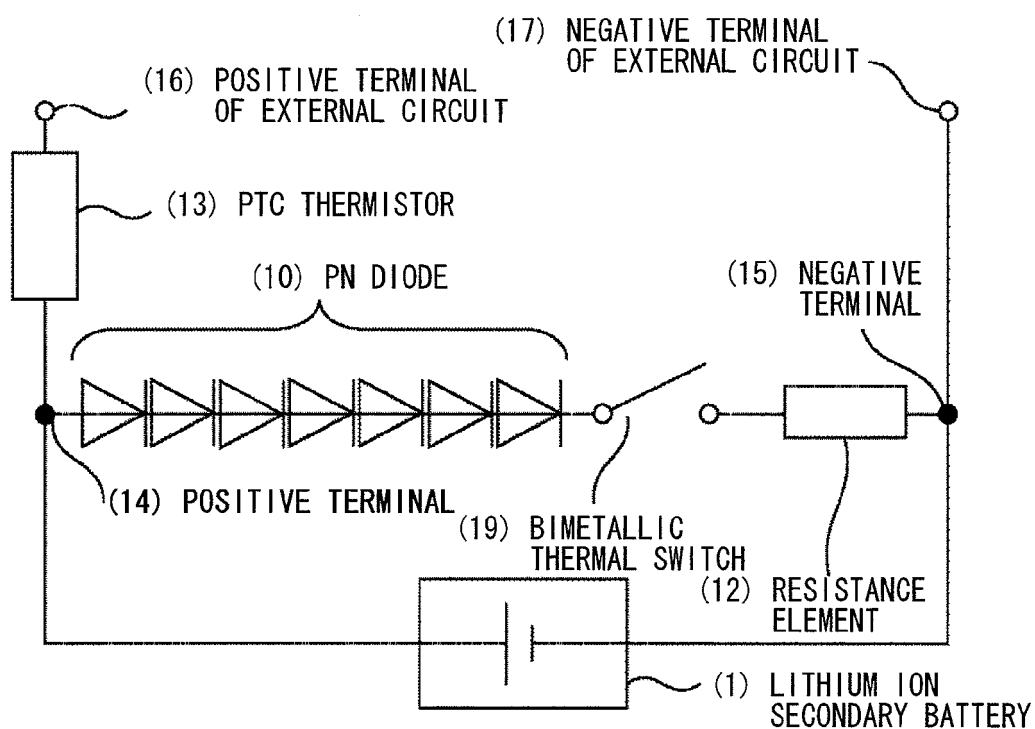 (17) NEGATIVE TERMINAL
OF EXTERNAL CIRCUIT
(16) POSITIVE TERMINAL
OF EXTERNAL CIRCUIT
(13) PTC THERMISTOR
(10) PN DIODE
(15) NEGATIVE
TERMINAL
(14) POSITIVE TERMINAL
(19) BIMETALLIC
THERMAL SWITCH
(12) RESISTANCE
ELEMENT
(1) LITHIUM ION
SECONDARY BATTERY